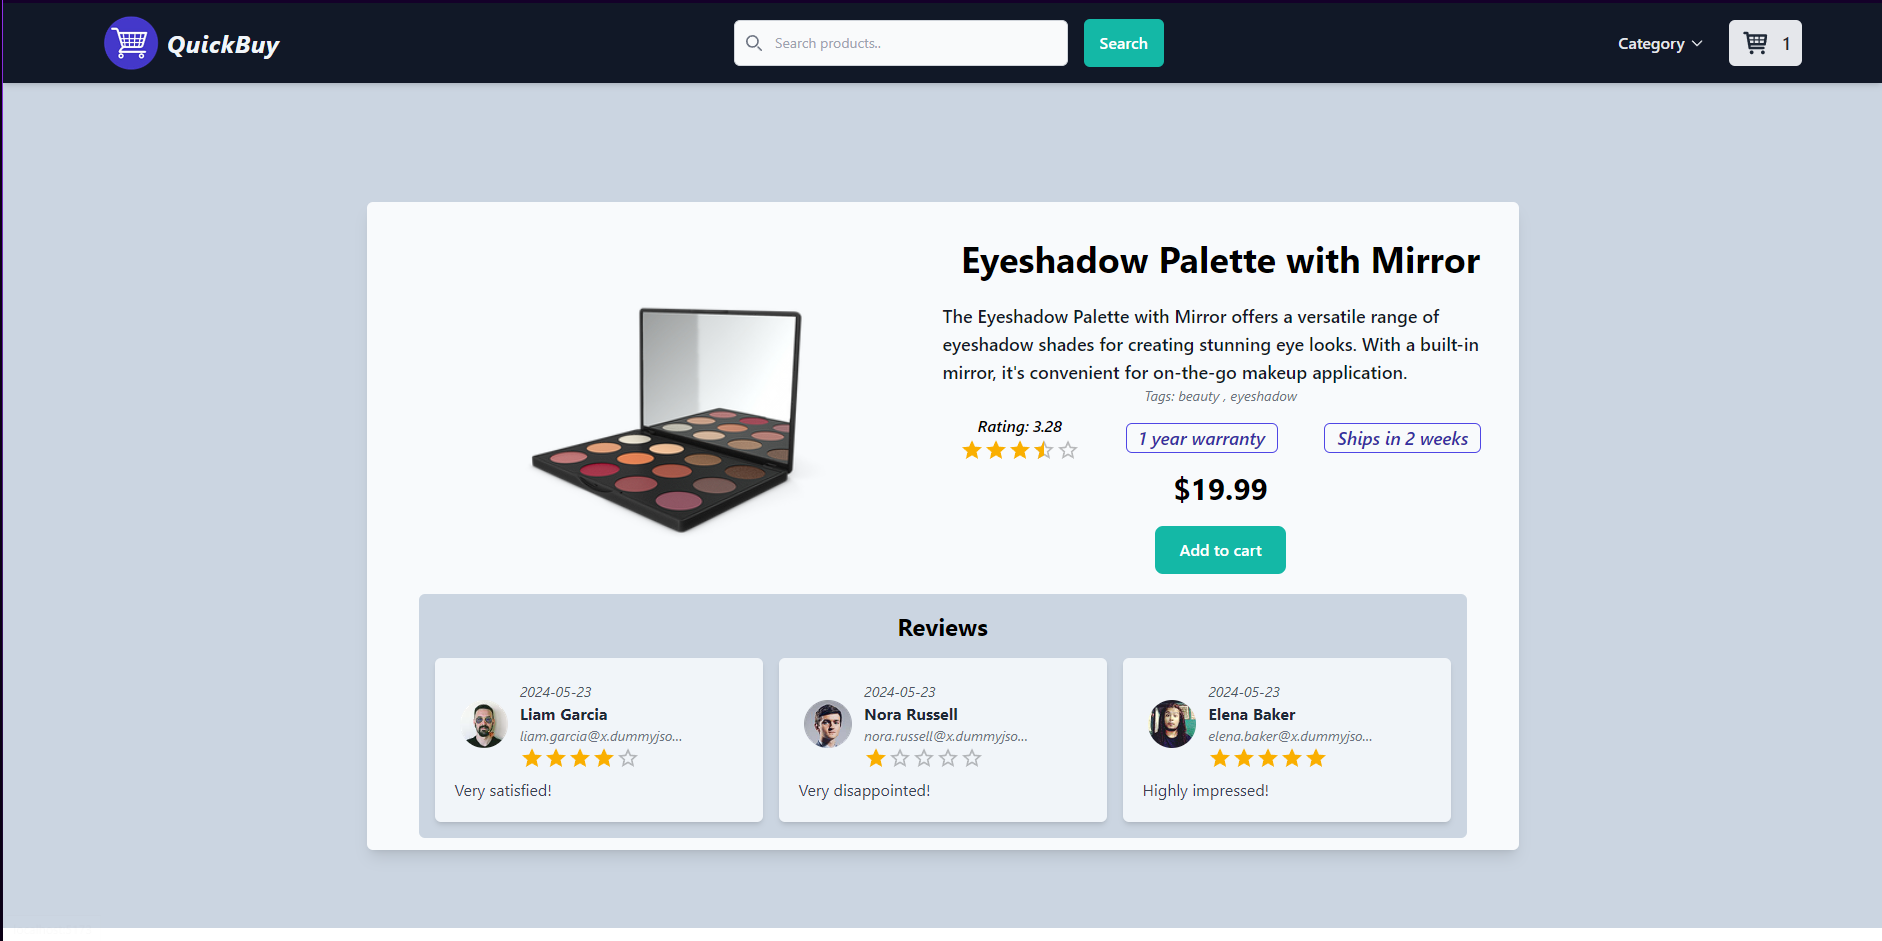 QuickBuy
Search products..
Search
Category
1
Eyeshadow Palette with Mirror
The Eyeshadow Palette with Mirror offers a versatile range of
eyeshadow shades for creating stunning eye looks. With a built-in
mirror, it's convenient for on-the-go makeup application.
Tags: beauty , eyeshadow
Rating: 3.28
1 year warranty
Ships in 2 weeks
$19.99
Add to cart
Reviews
2024-05-23
Liam Garcia
liam.garcia@x.dummyjso...
Very satisfied!
2024-05-23
Nora Russell
nora.russell@x.dummyjso...
Very disappointed!
2024-05-23
Elena Baker
elena.baker@x.dummyjso...
Highly impressed!